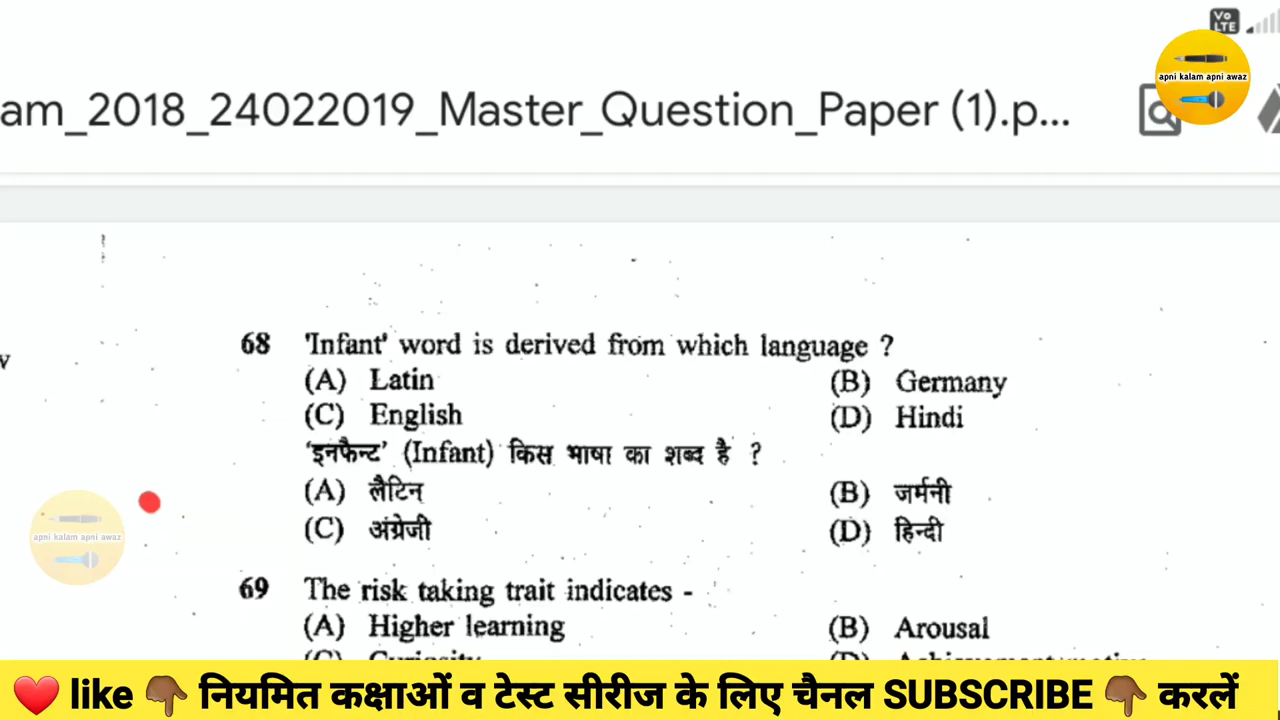 Vo
LTE
apni kalam apni awaz
am_2018_24022019_Master_Question_Paper (1).p...
68 'Infant' word is derived from which language ?
(A) Latin (B) Germany
(C) English (D) Hindi
'इनफैन्ट' (Infant) किस भाषा का शब्द है ?
(A) लैटिन (B) जर्मनी
(C) अंग्रेजी (D) हिन्दी
apni kalam apni awaz
69 The risk taking trait indicates -
(A) Higher learning (B) Arousal
❤️ like 👇🏾 नियमित कक्षाओं व टेस्ट सीरीज के लिए चैनल SUBSCRIBE 👇🏾 करलें